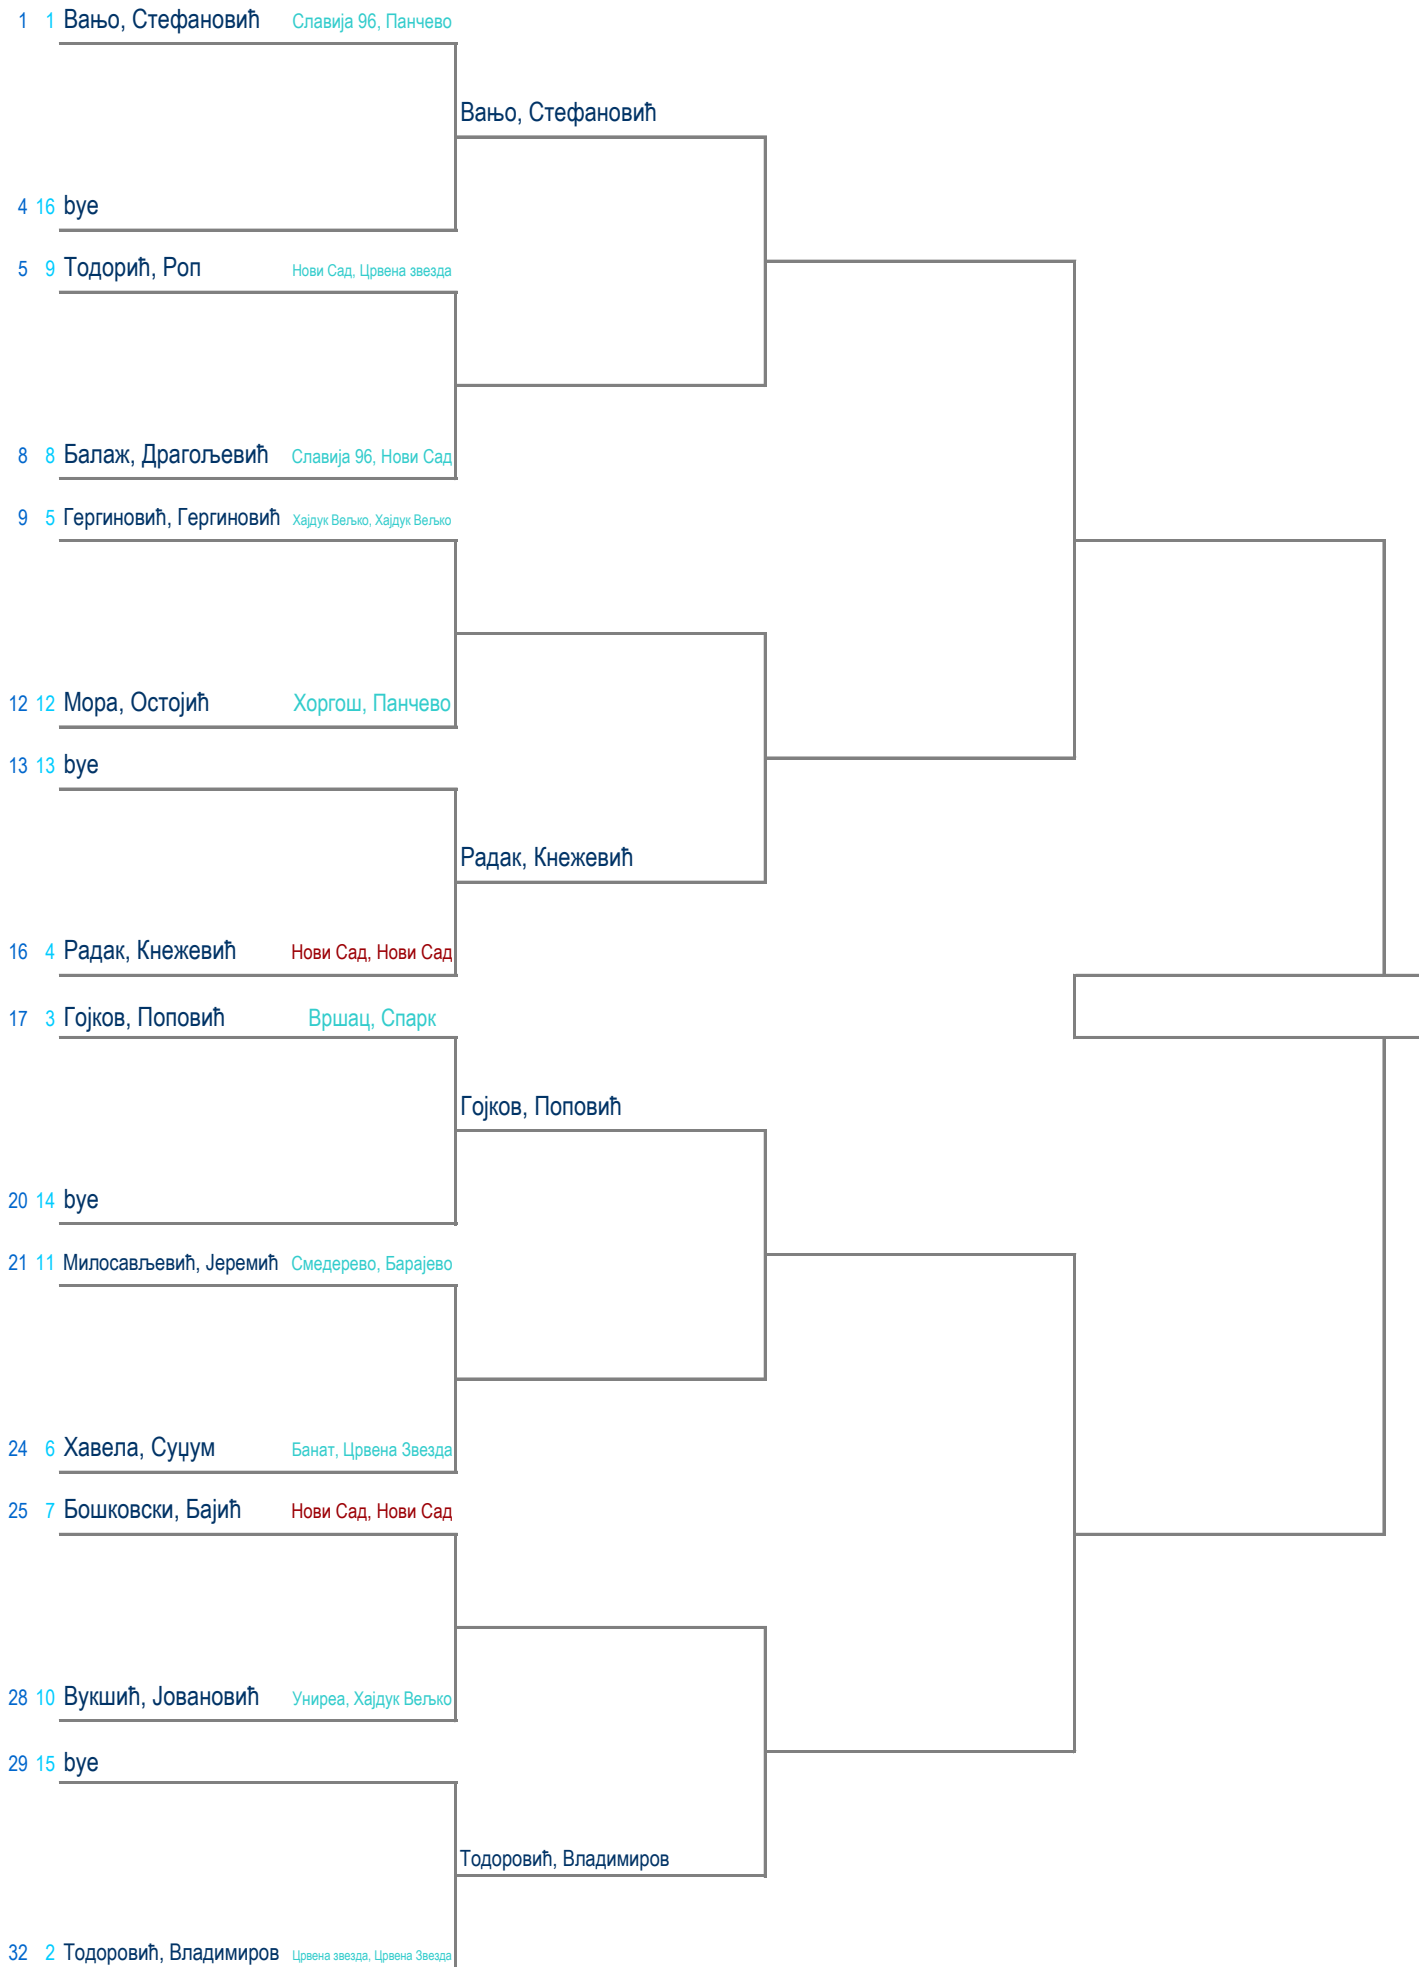 1 1 Вањо, Стефановић Славија 96, Панчево
Вањо, Стефановић
4 16 bye
5 9 Тодорић, Роп Нови Сад, Црвена звезда
8 8 Балаж, Драгољевић Славија 96, Нови Сад
9 5 Гергиновић, Гергиновић Хајдук Вељко, Хајдук Вељко
12 12 Мора, Остојић Хоргош, Панчево
13 13 bye
Радак, Кнежевић
16 4 Радак, Кнежевић Нови Сад, Нови Сад
17 3 Гојков, Поповић Вршац, Спарк
Гојков, Поповић
20 14 bye
21 11 Милосављевић, Јеремић Смедерево, Барајево
24 6 Хавела, Суџум Банат, Црвена Звезда
25 7 Бошковски, Бајић Нови Сад, Нови Сад
28 10 Вукшић, Јовановић Униреа, Хајдук Вељко
29 15 bye
Тодоровић, Владимиров
32 2 Тодоровић, Владимиров Црвена звезда, Црвена Звезда